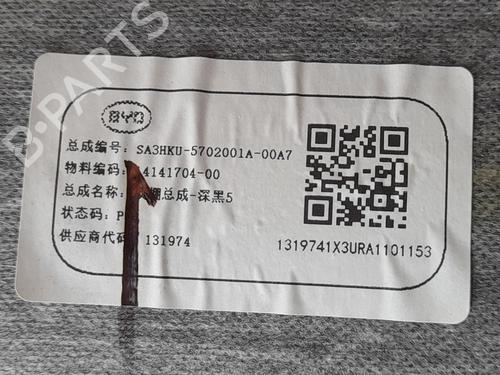 B-PARTS
BYD
总成编号: SA3HKU-5702001A-00A7
物料编码: 4141704-00
总成名称: 棚总成-深黑5
状态码: P
供应商代码: 131974
1319741X3URA1101153